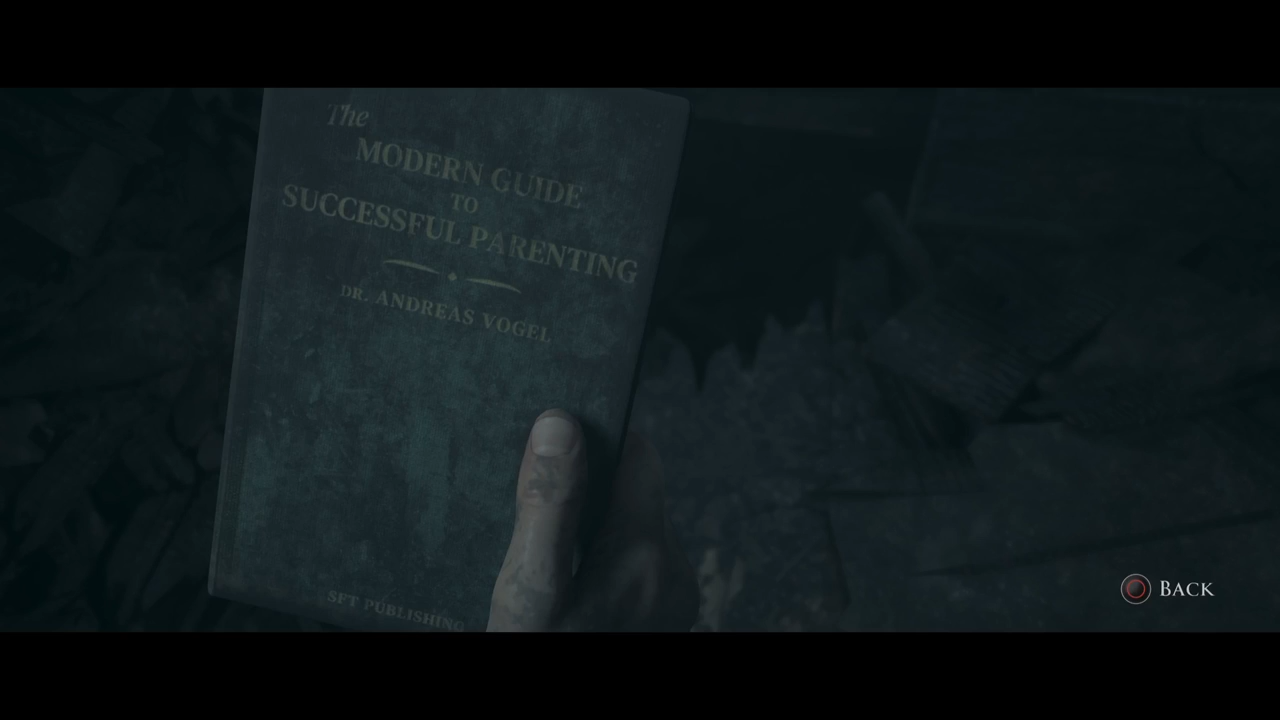 The
MODERN GUIDE
TO
SUCCESSFUL PARENTING
DR. ANDREAS VOGEL
SFT PUBLISHING
BACK